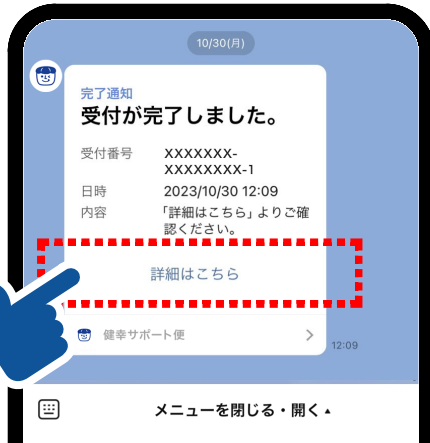 10/30(月)
完了通知
受付が完了しました。
受付番号 XXXXXXX-
XXXXXXXX-1
日時 2023/10/30 12:09
内容 「詳細はこちら」よりご確
認ください。
詳細はこちら
健幸サポート便
12:09
メニューを閉じる・開く▲